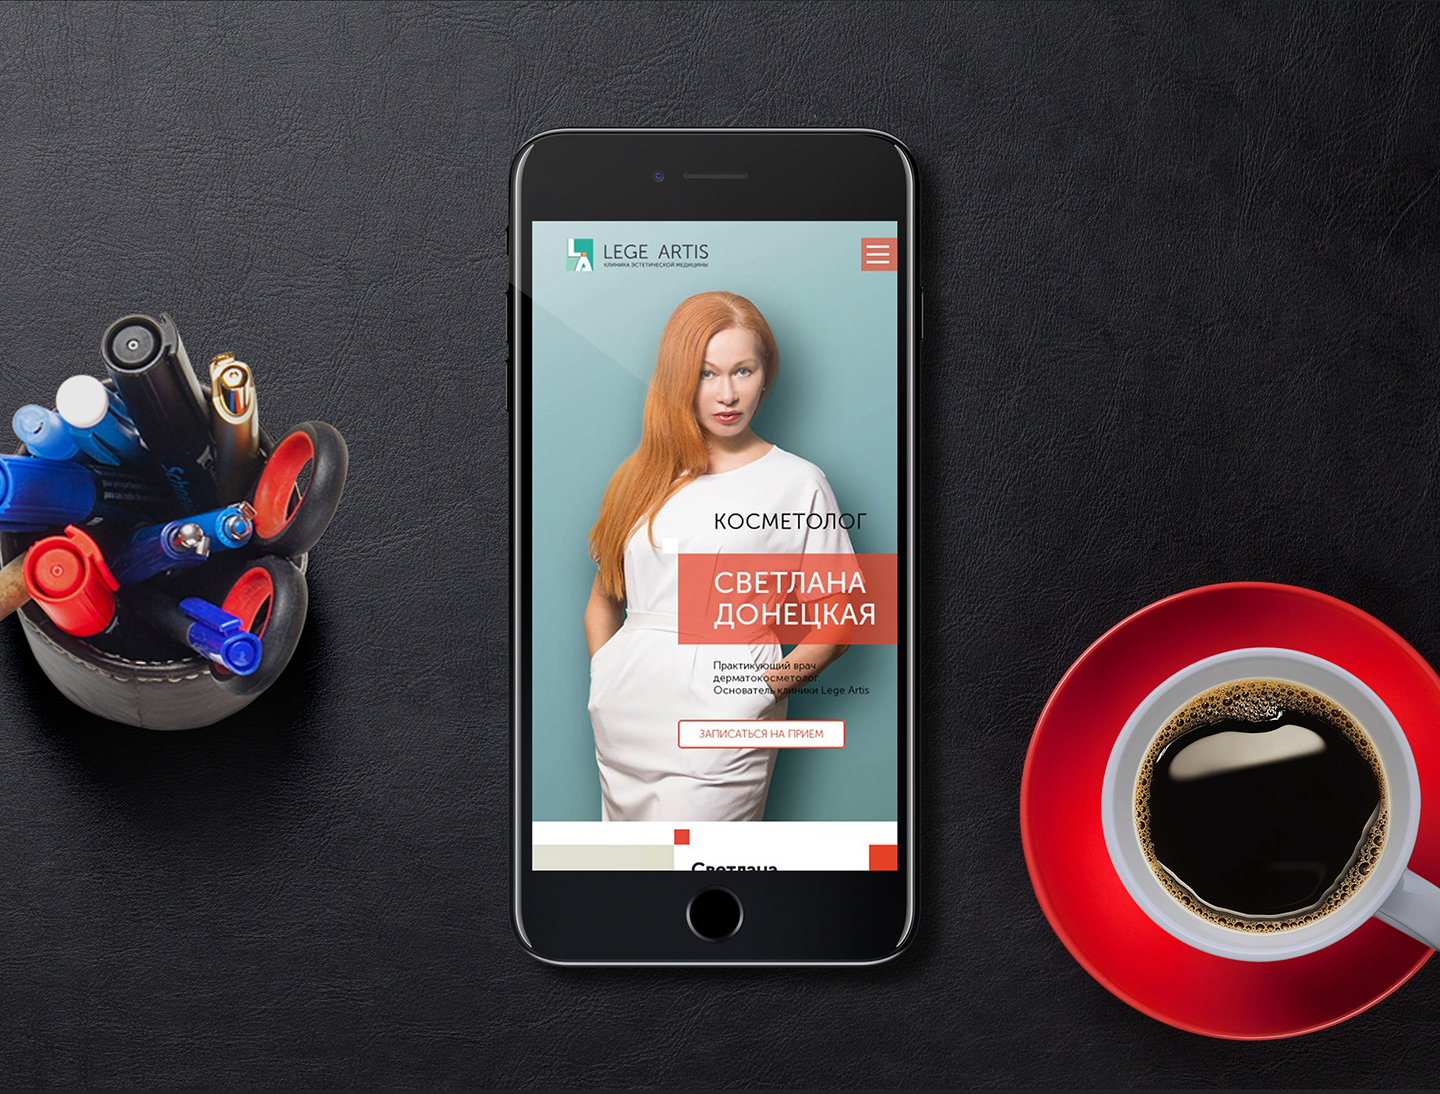 LEGE ARTIS
КЛИНИКА ЭСТЕТИЧЕСКОЙ МЕДИЦИНЫ
КОСМЕТОЛОГ
СВЕТЛАНА
ДОНЕЦКАЯ
Практикующий врач
дерматокосметолог.
Основатель клиники Lege Artis
ЗАПИСАТЬСЯ НА ПРИЕМ
Светлана